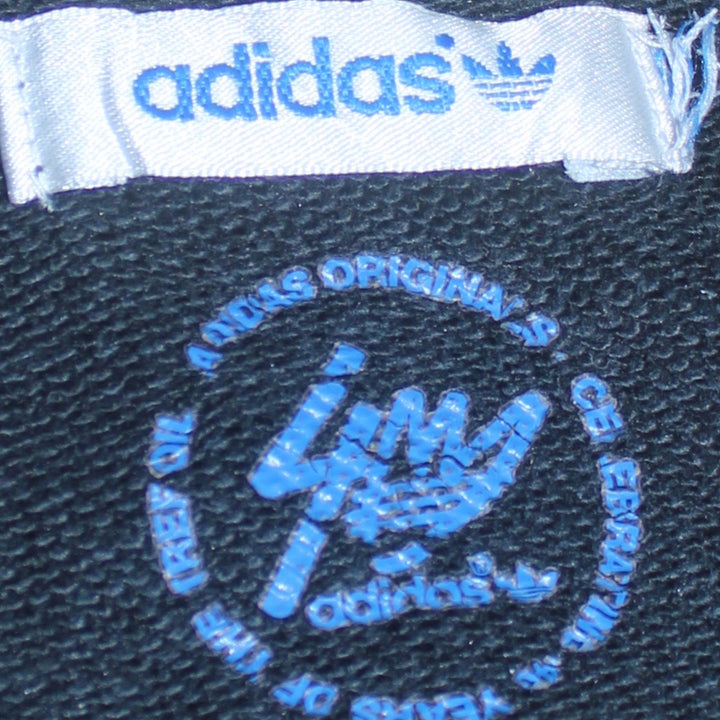 adidas
ADIDAS ORIGINALS CELEBRATING
YEARS OF THE TREFOIL
adidas